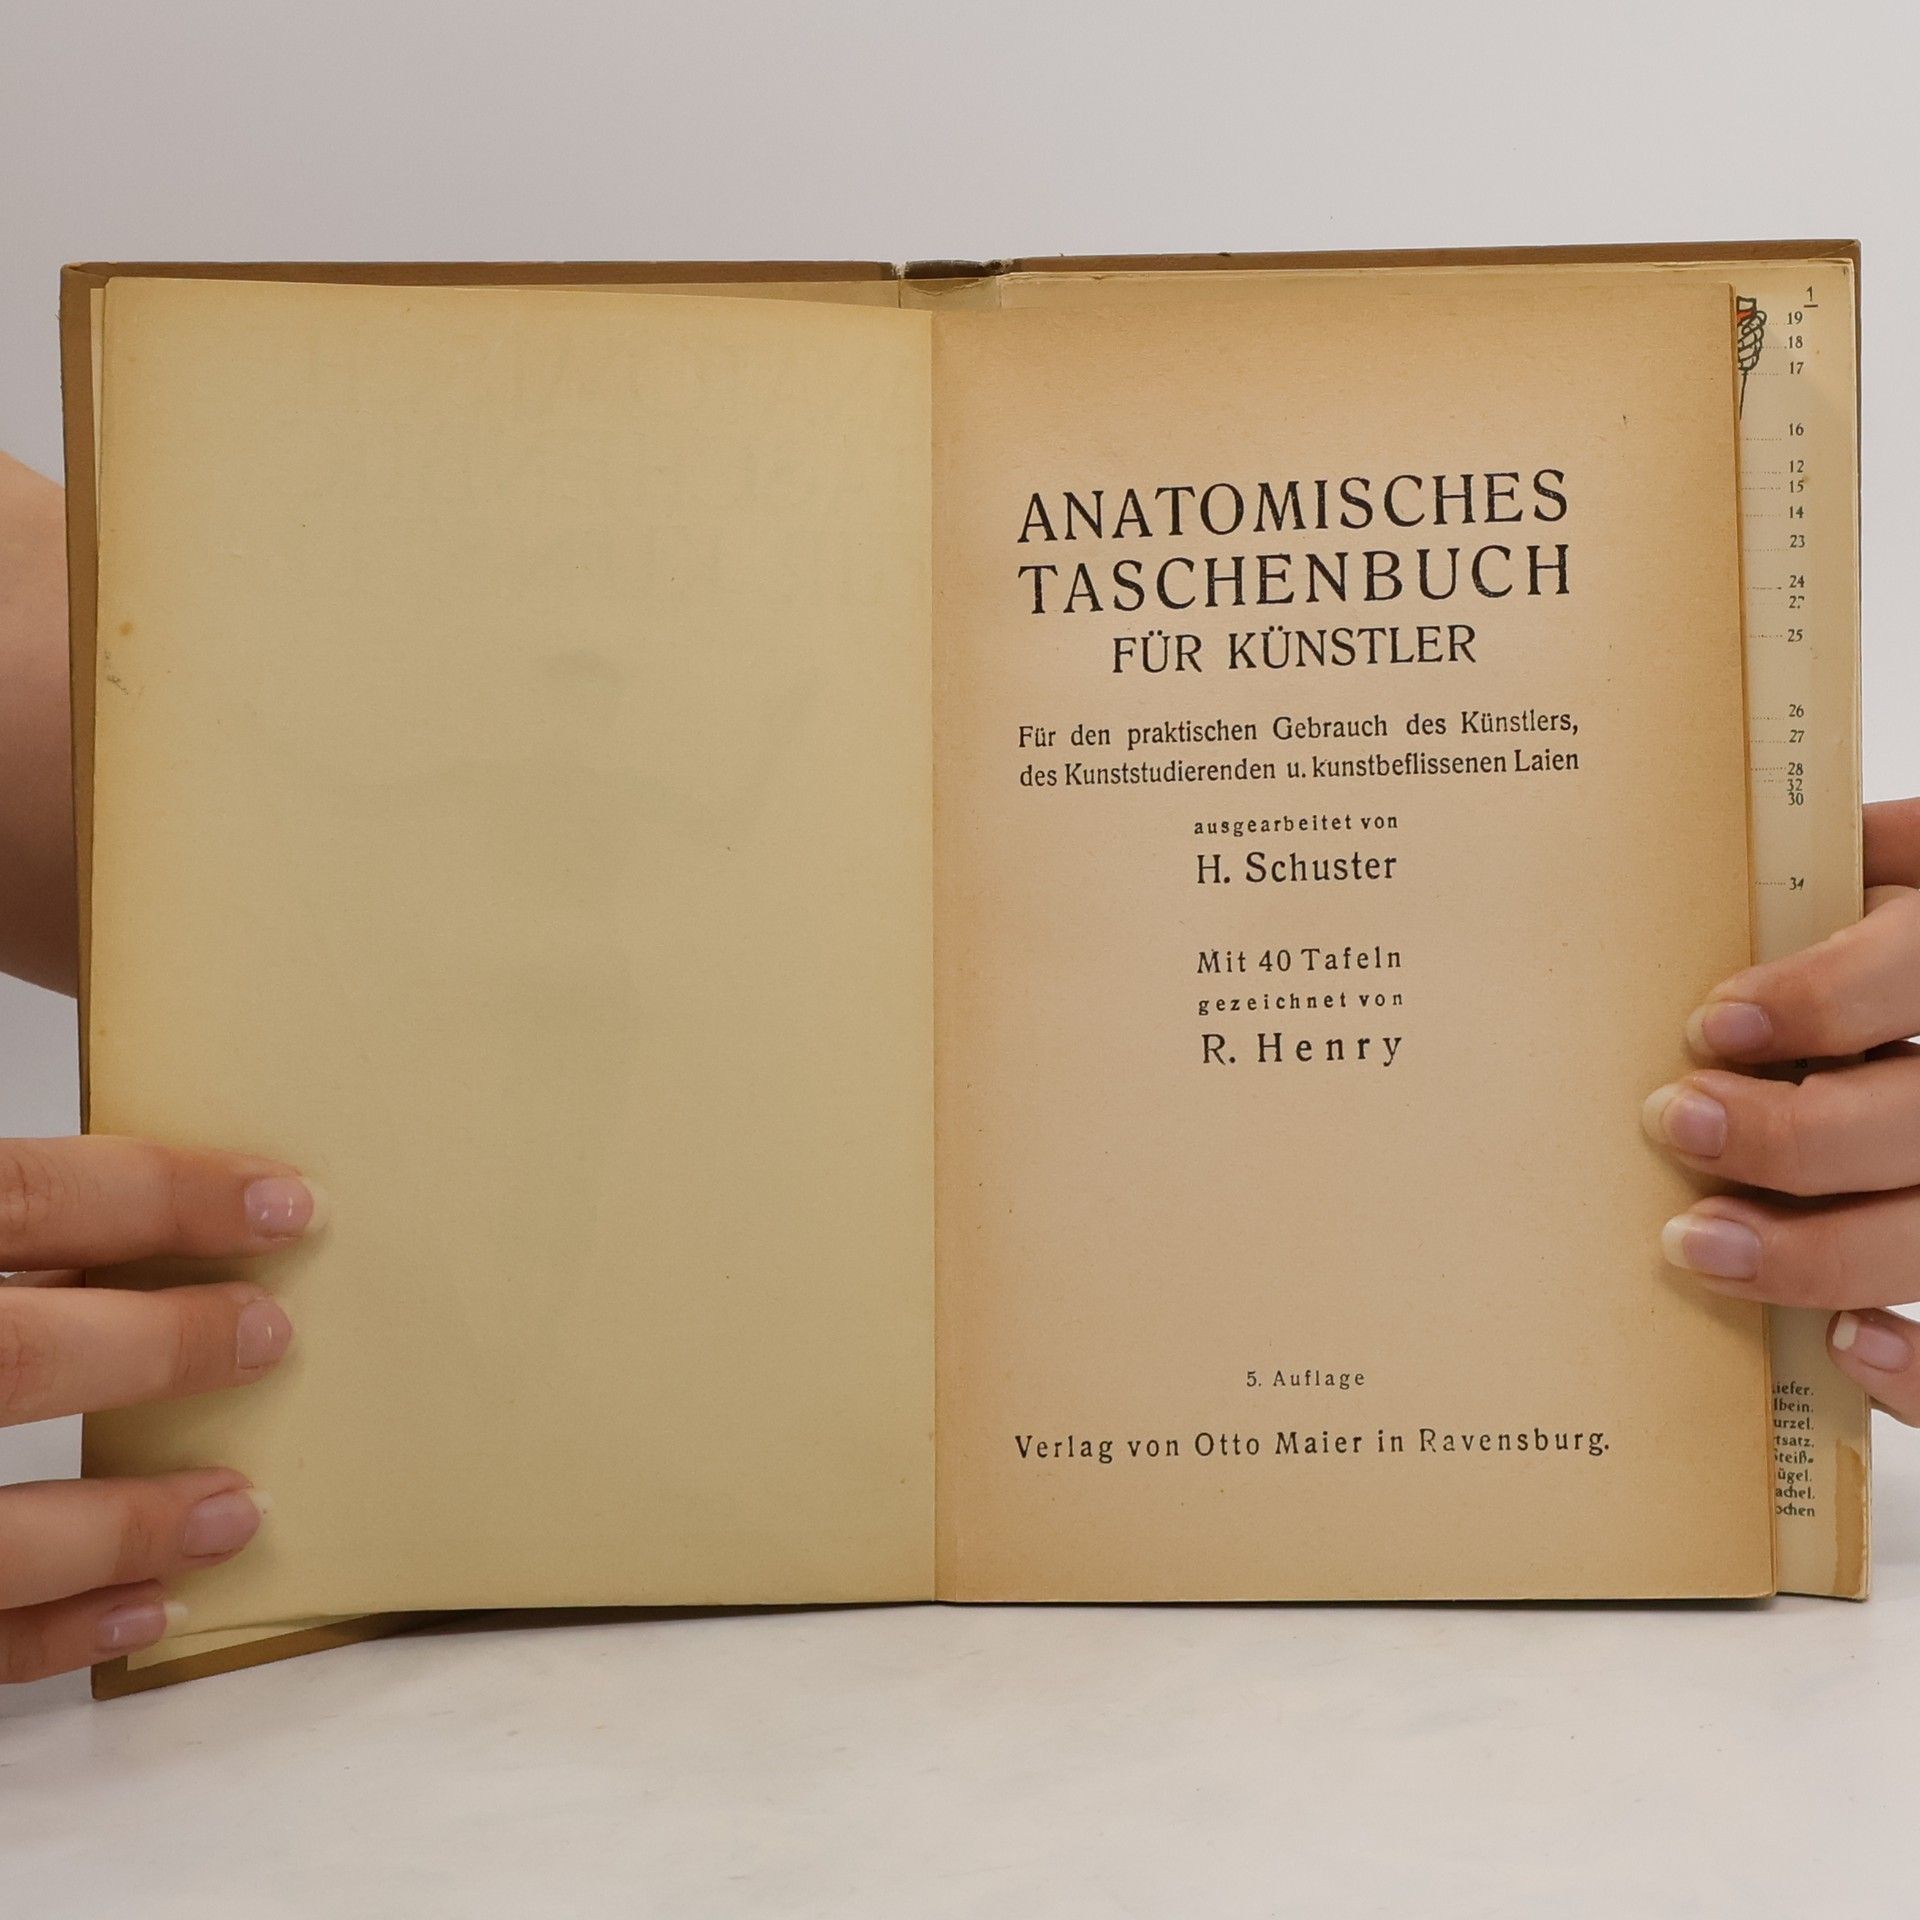 ANATOMISCHES
TASCHENBUCH
FÜR KÜNSTLER
Für den praktischen Gebrauch des Künstlers,
des Kunststudierenden u. kunstbeflissenen Laien
ausgearbeitet von
H. Schuster
Mit 40 Tafeln
gezeichnet von
R. Henry
5. Auflage
Verlag von Otto Maier in Ravensburg.
1
19
18
17
16
12
15
14
23
24
25
26
27
28
32
30
34